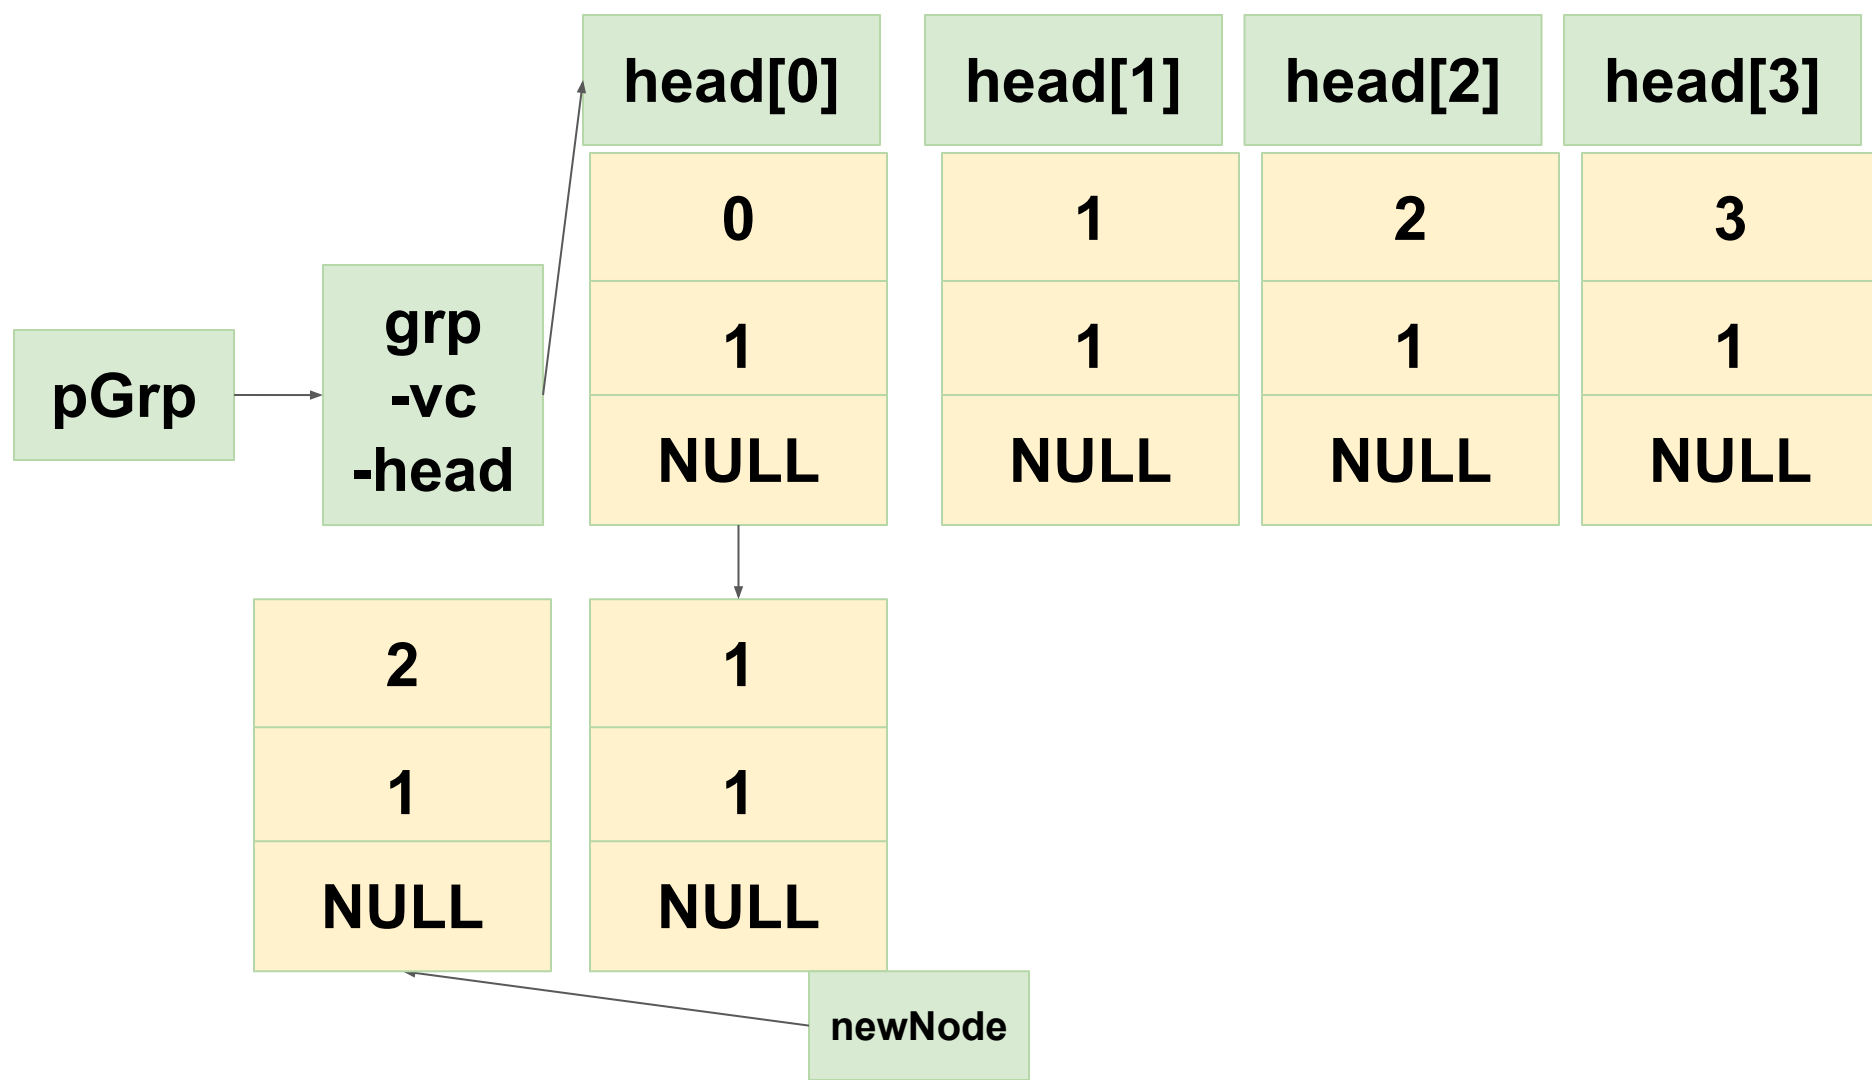 head[0] head[1] head[2] head[3]
0 1 2 3
grp
1 1 1 1
pGrp
-vc
-head
NULL NULL NULL NULL
2 1
1 1
NULL NULL
newNode